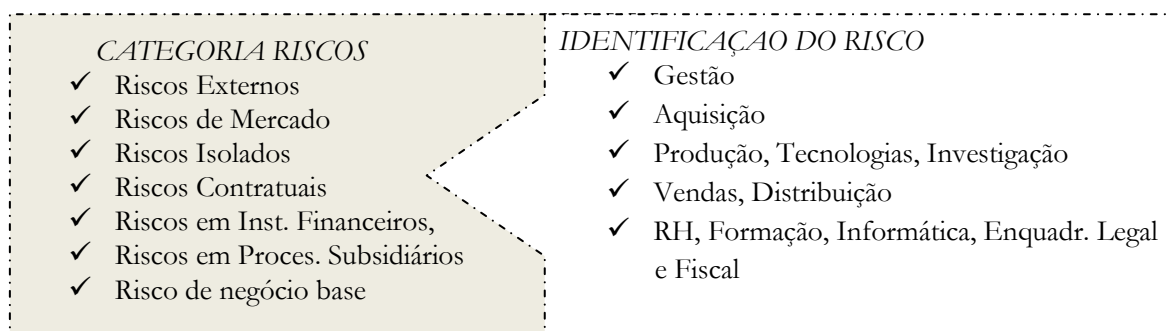 CATEGORIA RISCOS
✓ Riscos Externos
✓ Riscos de Mercado
✓ Riscos Isolados
✓ Riscos Contratuais
✓ Riscos em Inst. Financeiros,
✓ Riscos em Proces. Subsidiários
✓ Risco de negócio base
IDENTIFICAÇAO DO RISCO
✓ Gestão
✓ Aquisição
✓ Produção, Tecnologias, Investigação
✓ Vendas, Distribuição
✓ RH, Formação, Informática, Enquadr. Legal
e Fiscal